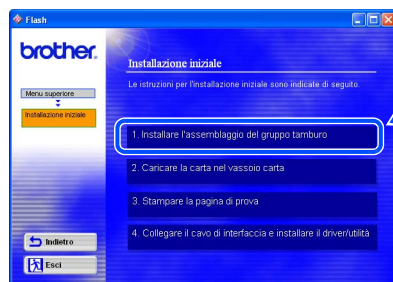 Flash
brother.
Installazione iniziale
Le istruzioni per l'installazione iniziale sono indicate di seguito.
Menu superiore
Installazione iniziale
1. Installare l'assemblaggio del gruppo tamburo
2. Caricare la carta nel vassoio carta
3. Stampare la pagina di prova
4. Collegare il cavo di interfaccia e installare il driver/utilità
Indietro
Esci